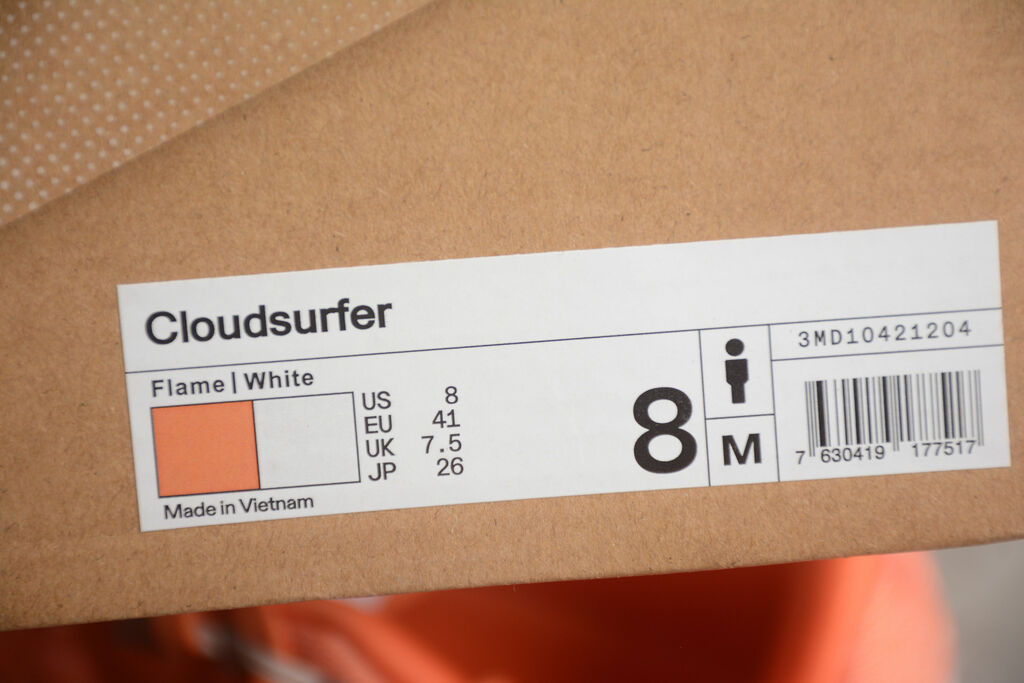 Cloudsurfer
Flame | White
US 8
EU 41
UK 7.5
JP 26
Made in Vietnam
8
M
3MD10421204
7 630419 177517